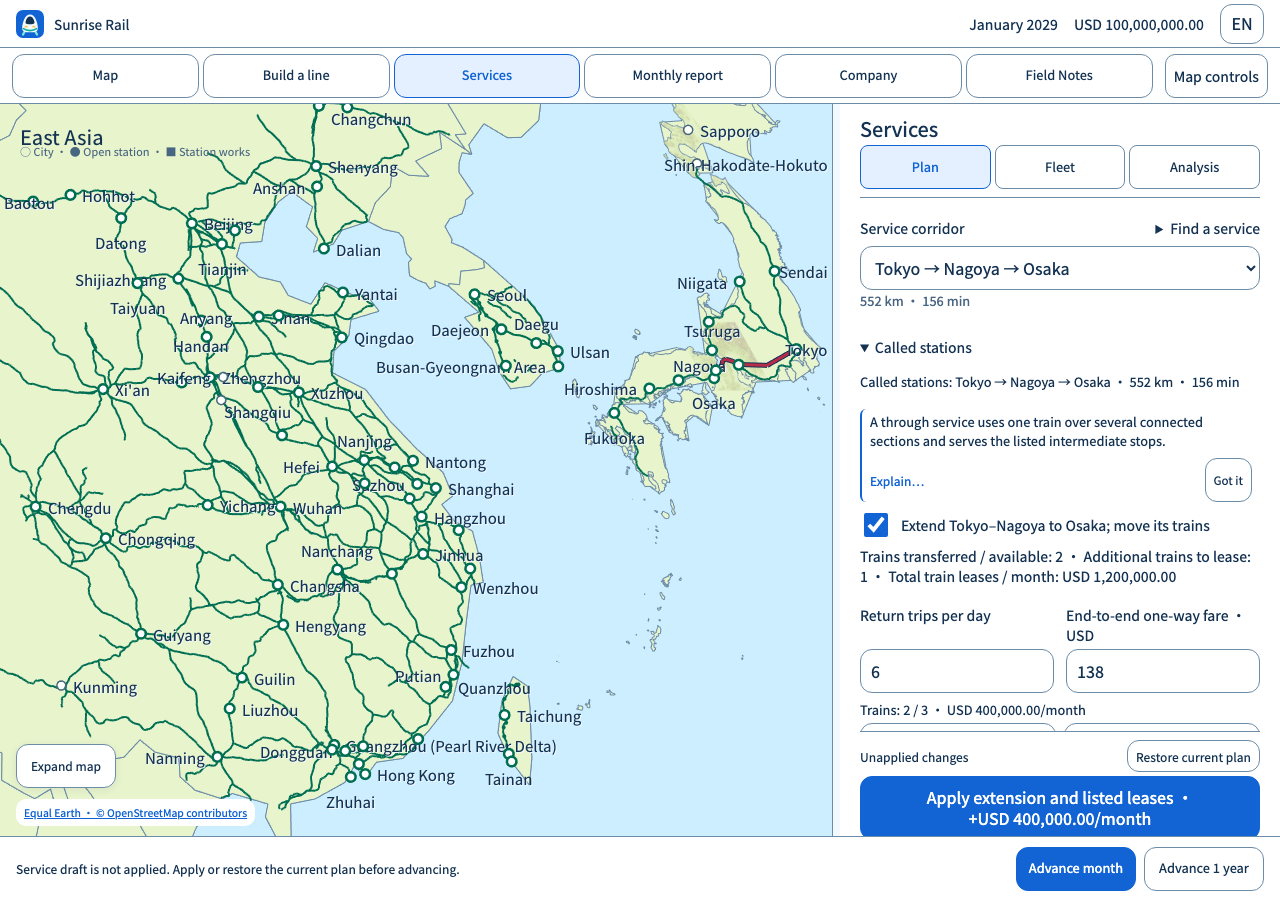 Sunrise Rail
January 2029
USD 100,000,000.00
EN
Map
Build a line
Services
Monthly report
Company
Field Notes
Map controls
East Asia
City • Open station • Station works
Changchun
Sapporo
Shenyang
Shin-Hakodate-Hokuto
Anshan
Baotou
Hohhot
Beijing
Datong
Dalian
Tianjin
Sendai
Shijiazhuang
Niigata
Yantai
Seoul
Taiyuan
Anyang
Jinan
Daejeon
Daegu
Tsuruga
Qingdao
Handan
Ulsan
Tokyo
Busan-Gyeongnam Area
Nagoya
Kaifeng
Zhengzhou
Xi'an
Xuzhou
Hiroshima
Osaka
Shangqiu
Fukuoka
Nanjing
Hefei
Nantong
Suzhou
Shanghai
Chengdu
Yichang
Wuhan
Hangzhou
Chongqing
Nanchang
Jinhua
Changsha
Wenzhou
Hengyang
Guiyang
Fuzhou
Guilin
Putian
Kunming
Quanzhou
Liuzhou
Taichung
Dongguan
Guangzhou (Pearl River Delta)
Nanning
Hong Kong
Tainan
Zhuhai
Expand map
Equal Earth • © OpenStreetMap contributors
Services
Plan
Fleet
Analysis
Service corridor
▶ Find a service
Tokyo → Nagoya → Osaka
552 km • 156 min
▼ Called stations
Called stations: Tokyo → Nagoya → Osaka • 552 km • 156 min
A through service uses one train over several connected
sections and serves the listed intermediate stops.
Explain…
Got it
Extend Tokyo–Nagoya to Osaka; move its trains
Trains transferred / available: 2 • Additional trains to lease:
1 • Total train leases / month: USD 1,200,000.00
Return trips per day
End-to-end one-way fare •
USD
6
138
Trains: 2 / 3 • USD 400,000.00/month
Unapplied changes
Restore current plan
Apply extension and listed leases •
+USD 400,000.00/month
Service draft is not applied. Apply or restore the current plan before advancing.
Advance month
Advance 1 year